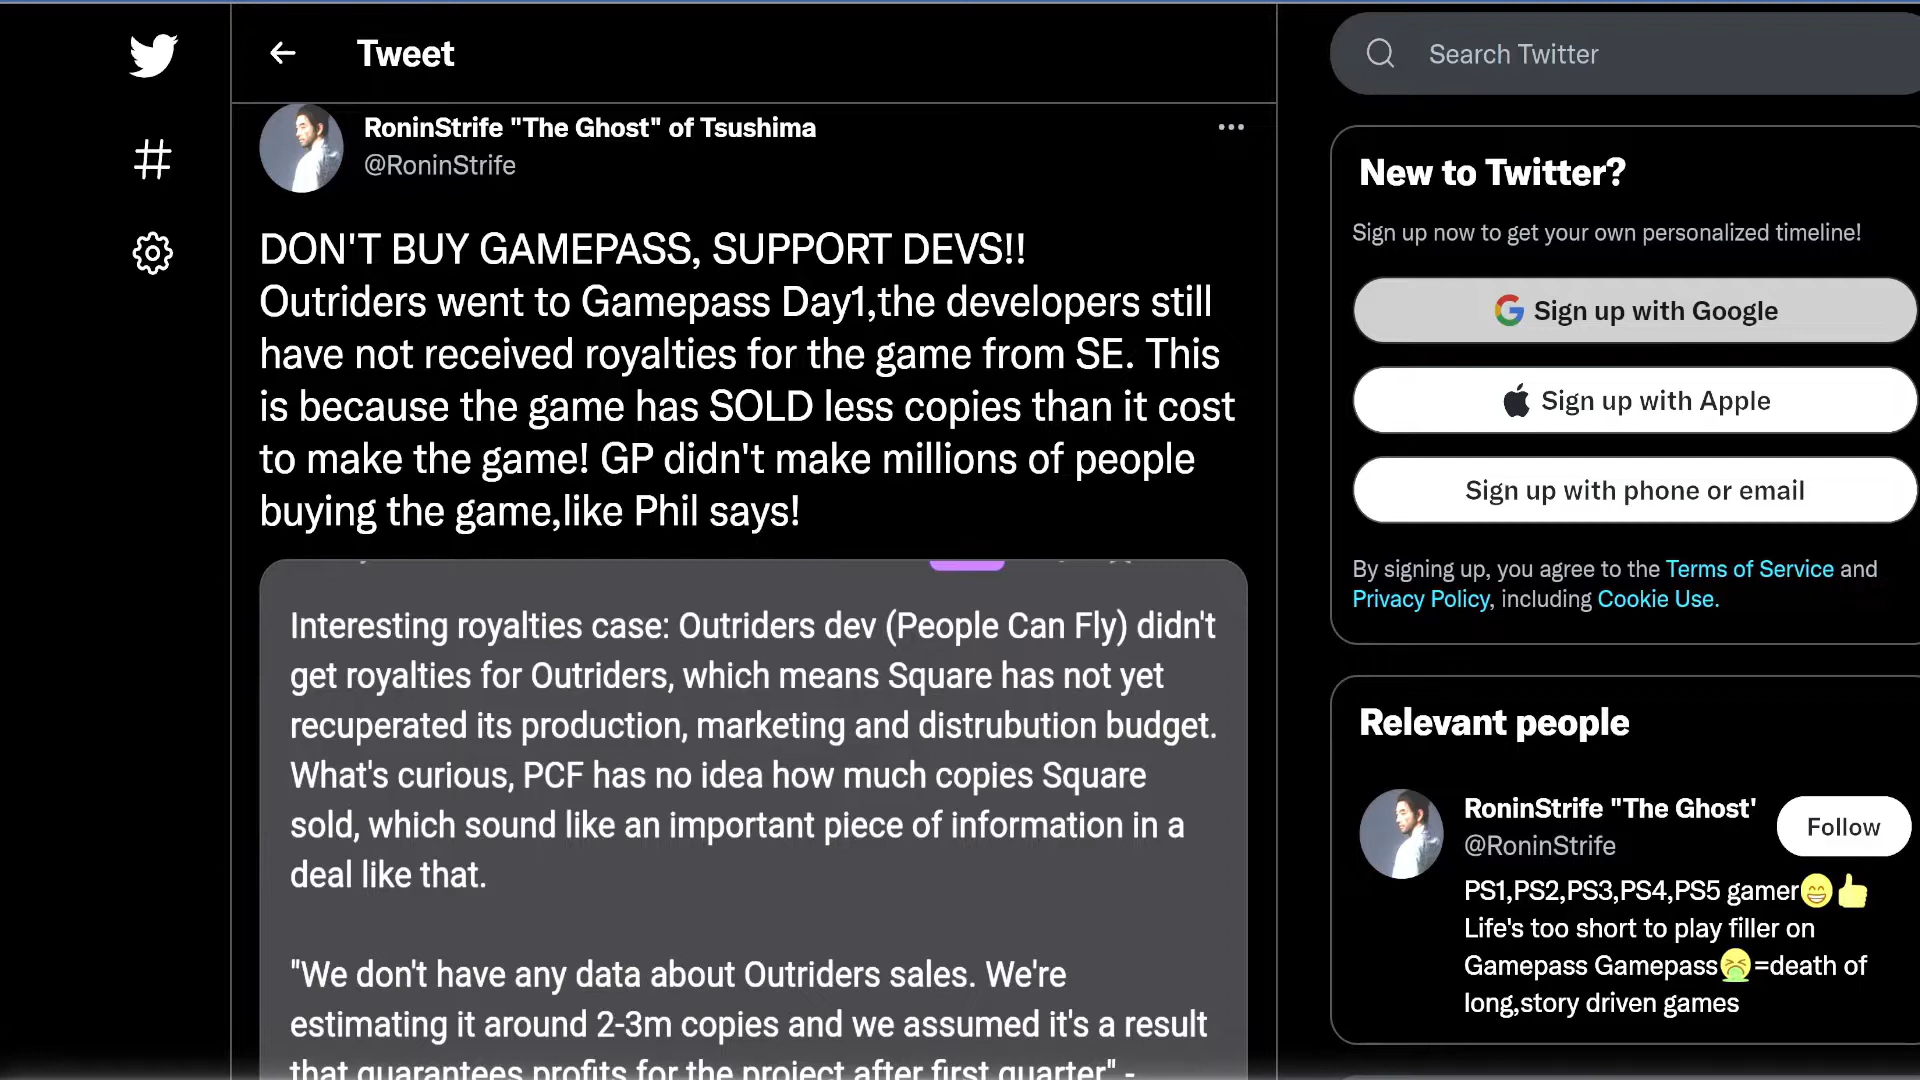 Tweet
Search Twitter
RoninStrife "The Ghost" of Tsushima
@RoninStrife
DON'T BUY GAMEPASS, SUPPORT DEVS!!
Outriders went to Gamepass Day1,the developers still
have not received royalties for the game from SE. This
is because the game has SOLD less copies than it cost
to make the game! GP didn't make millions of people
buying the game,like Phil says!
Interesting royalties case: Outriders dev (People Can Fly) didn't
get royalties for Outriders, which means Square has not yet
recuperated its production, marketing and distrubution budget.
What's curious, PCF has no idea how much copies Square
sold, which sound like an important piece of information in a
deal like that.
"We don't have any data about Outriders sales. We're
estimating it around 2-3m copies and we assumed it's a result
that guarantees profits for the project after first quarter" -
New to Twitter?
Sign up now to get your own personalized timeline!
Sign up with Google
Sign up with Apple
Sign up with phone or email
By signing up, you agree to the Terms of Service and
Privacy Policy, including Cookie Use.
Relevant people
RoninStrife "The Ghost'
@RoninStrife
Follow
PS1,PS2,PS3,PS4,PS5 gamer😁👍
Life's too short to play filler on
Gamepass Gamepass🤮=death of
long,story driven games